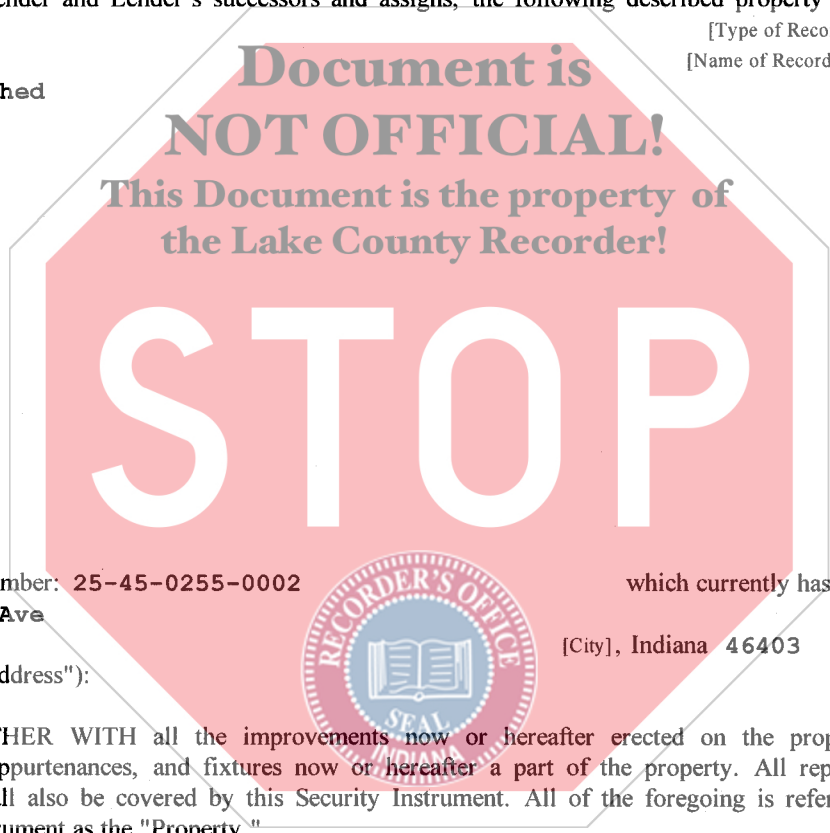 ender and Lender's successors and assigns, the following described property
[Type of Reco
[Name of Record
hed
Document is
NOT OFFICIAL!
This Document is the property of
the Lake County Recorder!
STOP
mber: 25-45-0255-0002 which currently has
Ave
[City], Indiana 46403
ddress"):
RECORDER'S OFFICE
SEAL
INDIANA
THER WITH all the improvements now or hereafter erected on the prop
ppurtenances, and fixtures now or hereafter a part of the property. All rep
ll also be covered by this Security Instrument. All of the foregoing is refer
rument as the "Property."